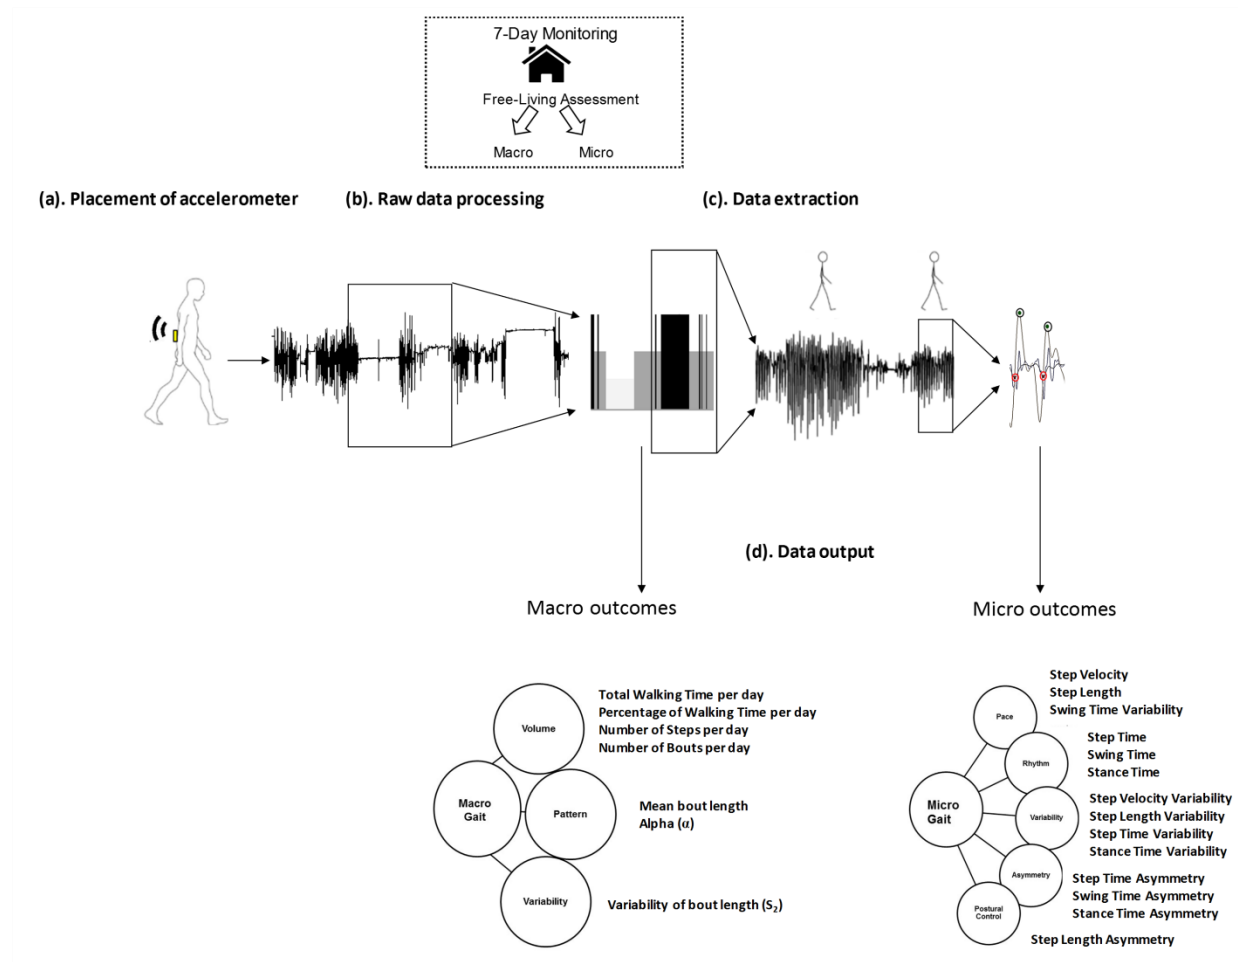 7-Day Monitoring
Free-Living Assessment
Macro
Micro
(a). Placement of accelerometer
(b). Raw data processing
(c). Data extraction
(d). Data output
Macro outcomes
Micro outcomes
Macro
Gait
Volume
Total Walking Time per day
Percentage of Walking Time per day
Number of Steps per day
Number of Bouts per day
Pattern
Mean bout length
Alpha (α)
Variability
Variability of bout length (S₂)
Micro
Gait
Pace
Step Velocity
Step Length
Swing Time Variability
Rhythm
Step Time
Swing Time
Stance Time
Variability
Step Velocity Variability
Step Length Variability
Step Time Variability
Stance Time Variability
Asymmetry
Step Time Asymmetry
Swing Time Asymmetry
Stance Time Asymmetry
Postural
Control
Step Length Asymmetry